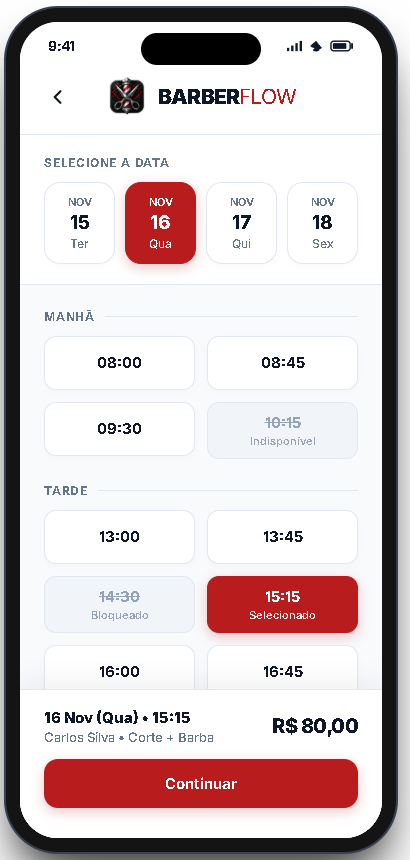 9:41
BARBERFLOW
SELECIONE A DATA
NOV NOV NOV NOV
15 16 17 18
Ter Qua Qui Sex
MANHÃ
08:00 08:45
09:30 10:15
Indisponível
TARDE
13:00 13:45
14:30 15:15
Bloqueado Selecionado
16:00 16:45
16 Nov (Qua) • 15:15
R$ 80,00
Carlos Silva • Corte + Barba
Continuar